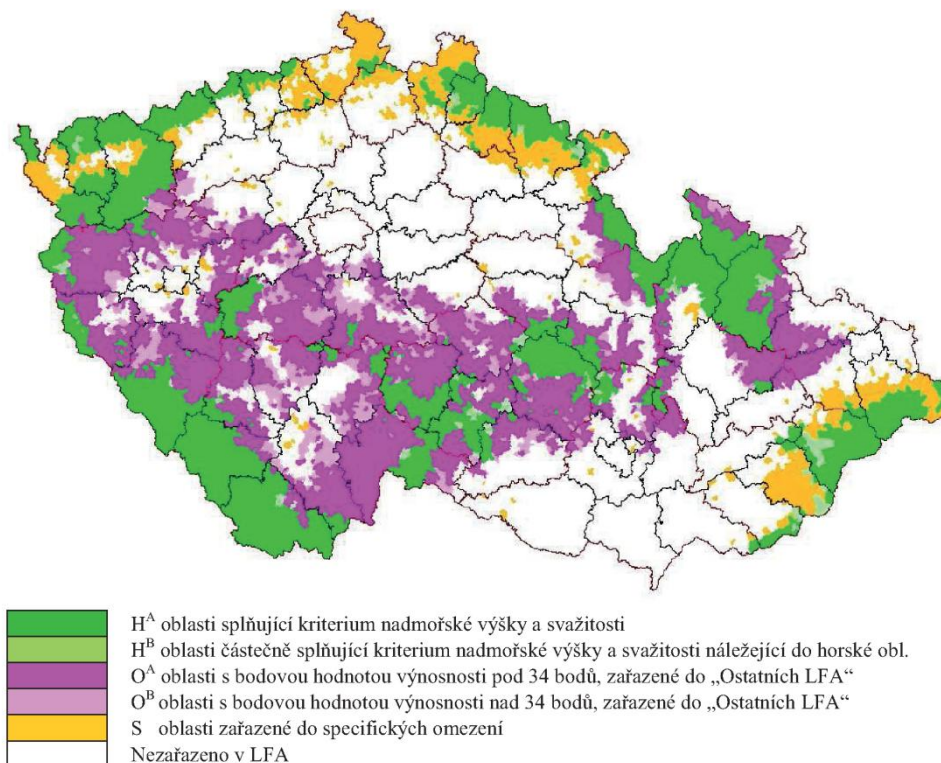 H^A oblasti splňující kriterium nadmořské výšky a svažitosti
H^B oblasti částečně splňující kriterium nadmořské výšky a svažitosti náležející do horské obl.
O^A oblasti s bodovou hodnotou výnosnosti pod 34 bodů, zařazené do „Ostatních LFA“
O^B oblasti s bodovou hodnotou výnosnosti nad 34 bodů, zařazené do „Ostatních LFA“
S oblasti zařazené do specifických omezení
Nezařazeno v LFA